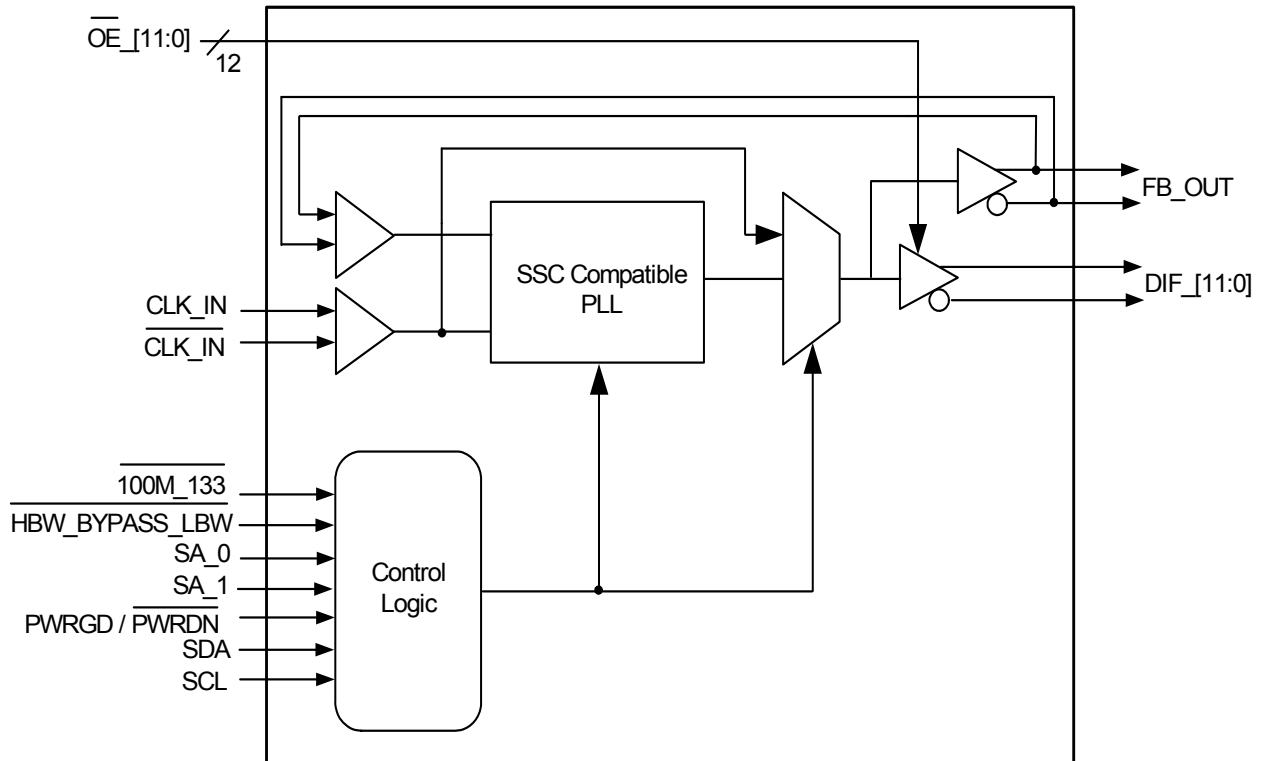 OE_[11:0]
12
FB_OUT
SSC Compatible
PLL
DIF_[11:0]
CLK_IN
CLK_IN
100M_133
HBW_BYPASS_LBW
SA_0
SA_1
PWRGD / PWRDN
SDA
SCL
Control
Logic